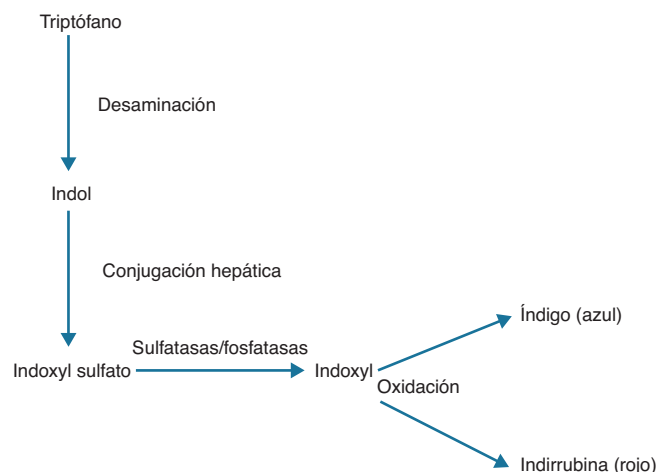 Triptófano
Desaminación
Indol
Conjugación hepática
Índigo (azul)
Sulfatasas/fosfatasas
Indoxyl sulfato
Indoxyl
Oxidación
Indirrubina (rojo)